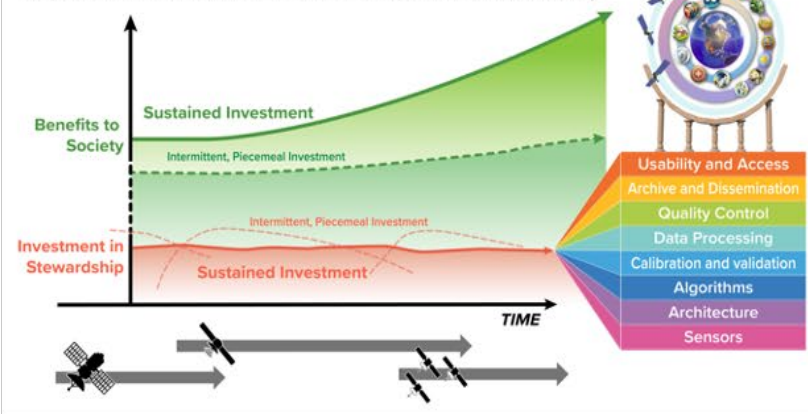 Sustained Investment
Benefits to
Society
Intermittent, Piecemeal Investment
Intermittent, Piecemeal Investment
Investment in
Stewardship
Sustained Investment
TIME
Usability and Access
Archive and Dissemination
Quality Control
Data Processing
Calibration and validation
Algorithms
Architecture
Sensors